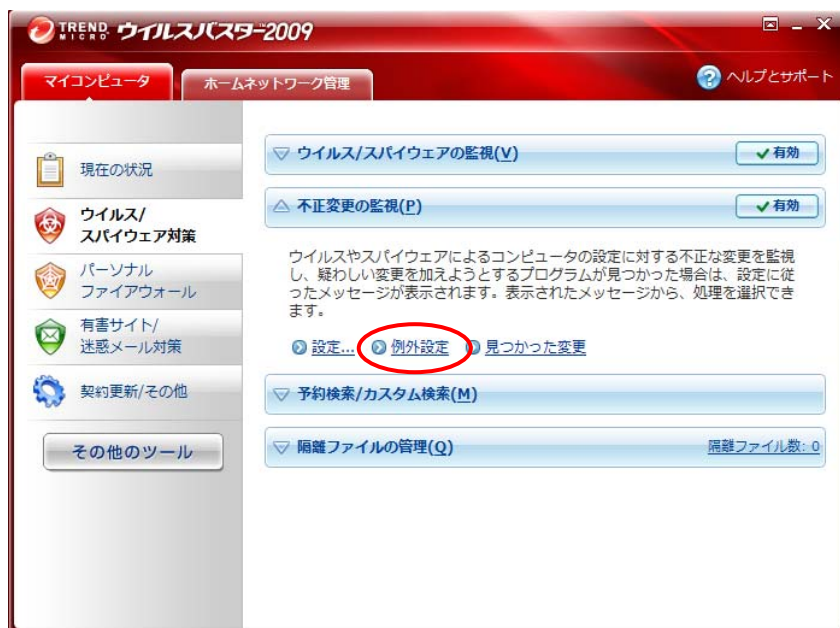 TREND MICRO ウイルスバスター2009
マイコンピュータ
ホームネットワーク管理
? ヘルプとサポート
現在の状況
ウイルス/
スパイウェア対策
パーソナル
ファイアウォール
有害サイト/
迷惑メール対策
契約更新/その他
その他のツール
ウイルス/スパイウェアの監視(V)
有効
不正変更の監視(P)
有効
ウイルスやスパイウェアによるコンピュータの設定に対する不正な変更を監視
し、疑わしい変更を加えようとするプログラムが見つかった場合は、設定に従
ったメッセージが表示されます。表示されたメッセージから、処理を選択でき
ます。
設定... 例外設定 見つかった変更
予約検索/カスタム検索(M)
隔離ファイルの管理(Q)
隔離ファイル数: 0